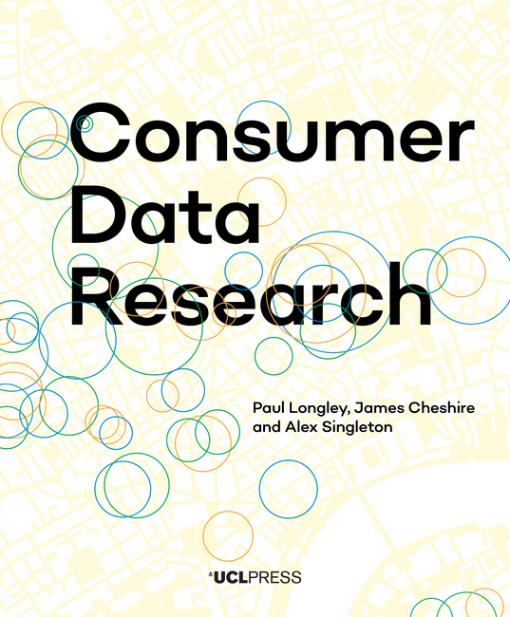 Consumer
Data
Research
Paul Longley, James Cheshire
and Alex Singleton
UCLPRESS